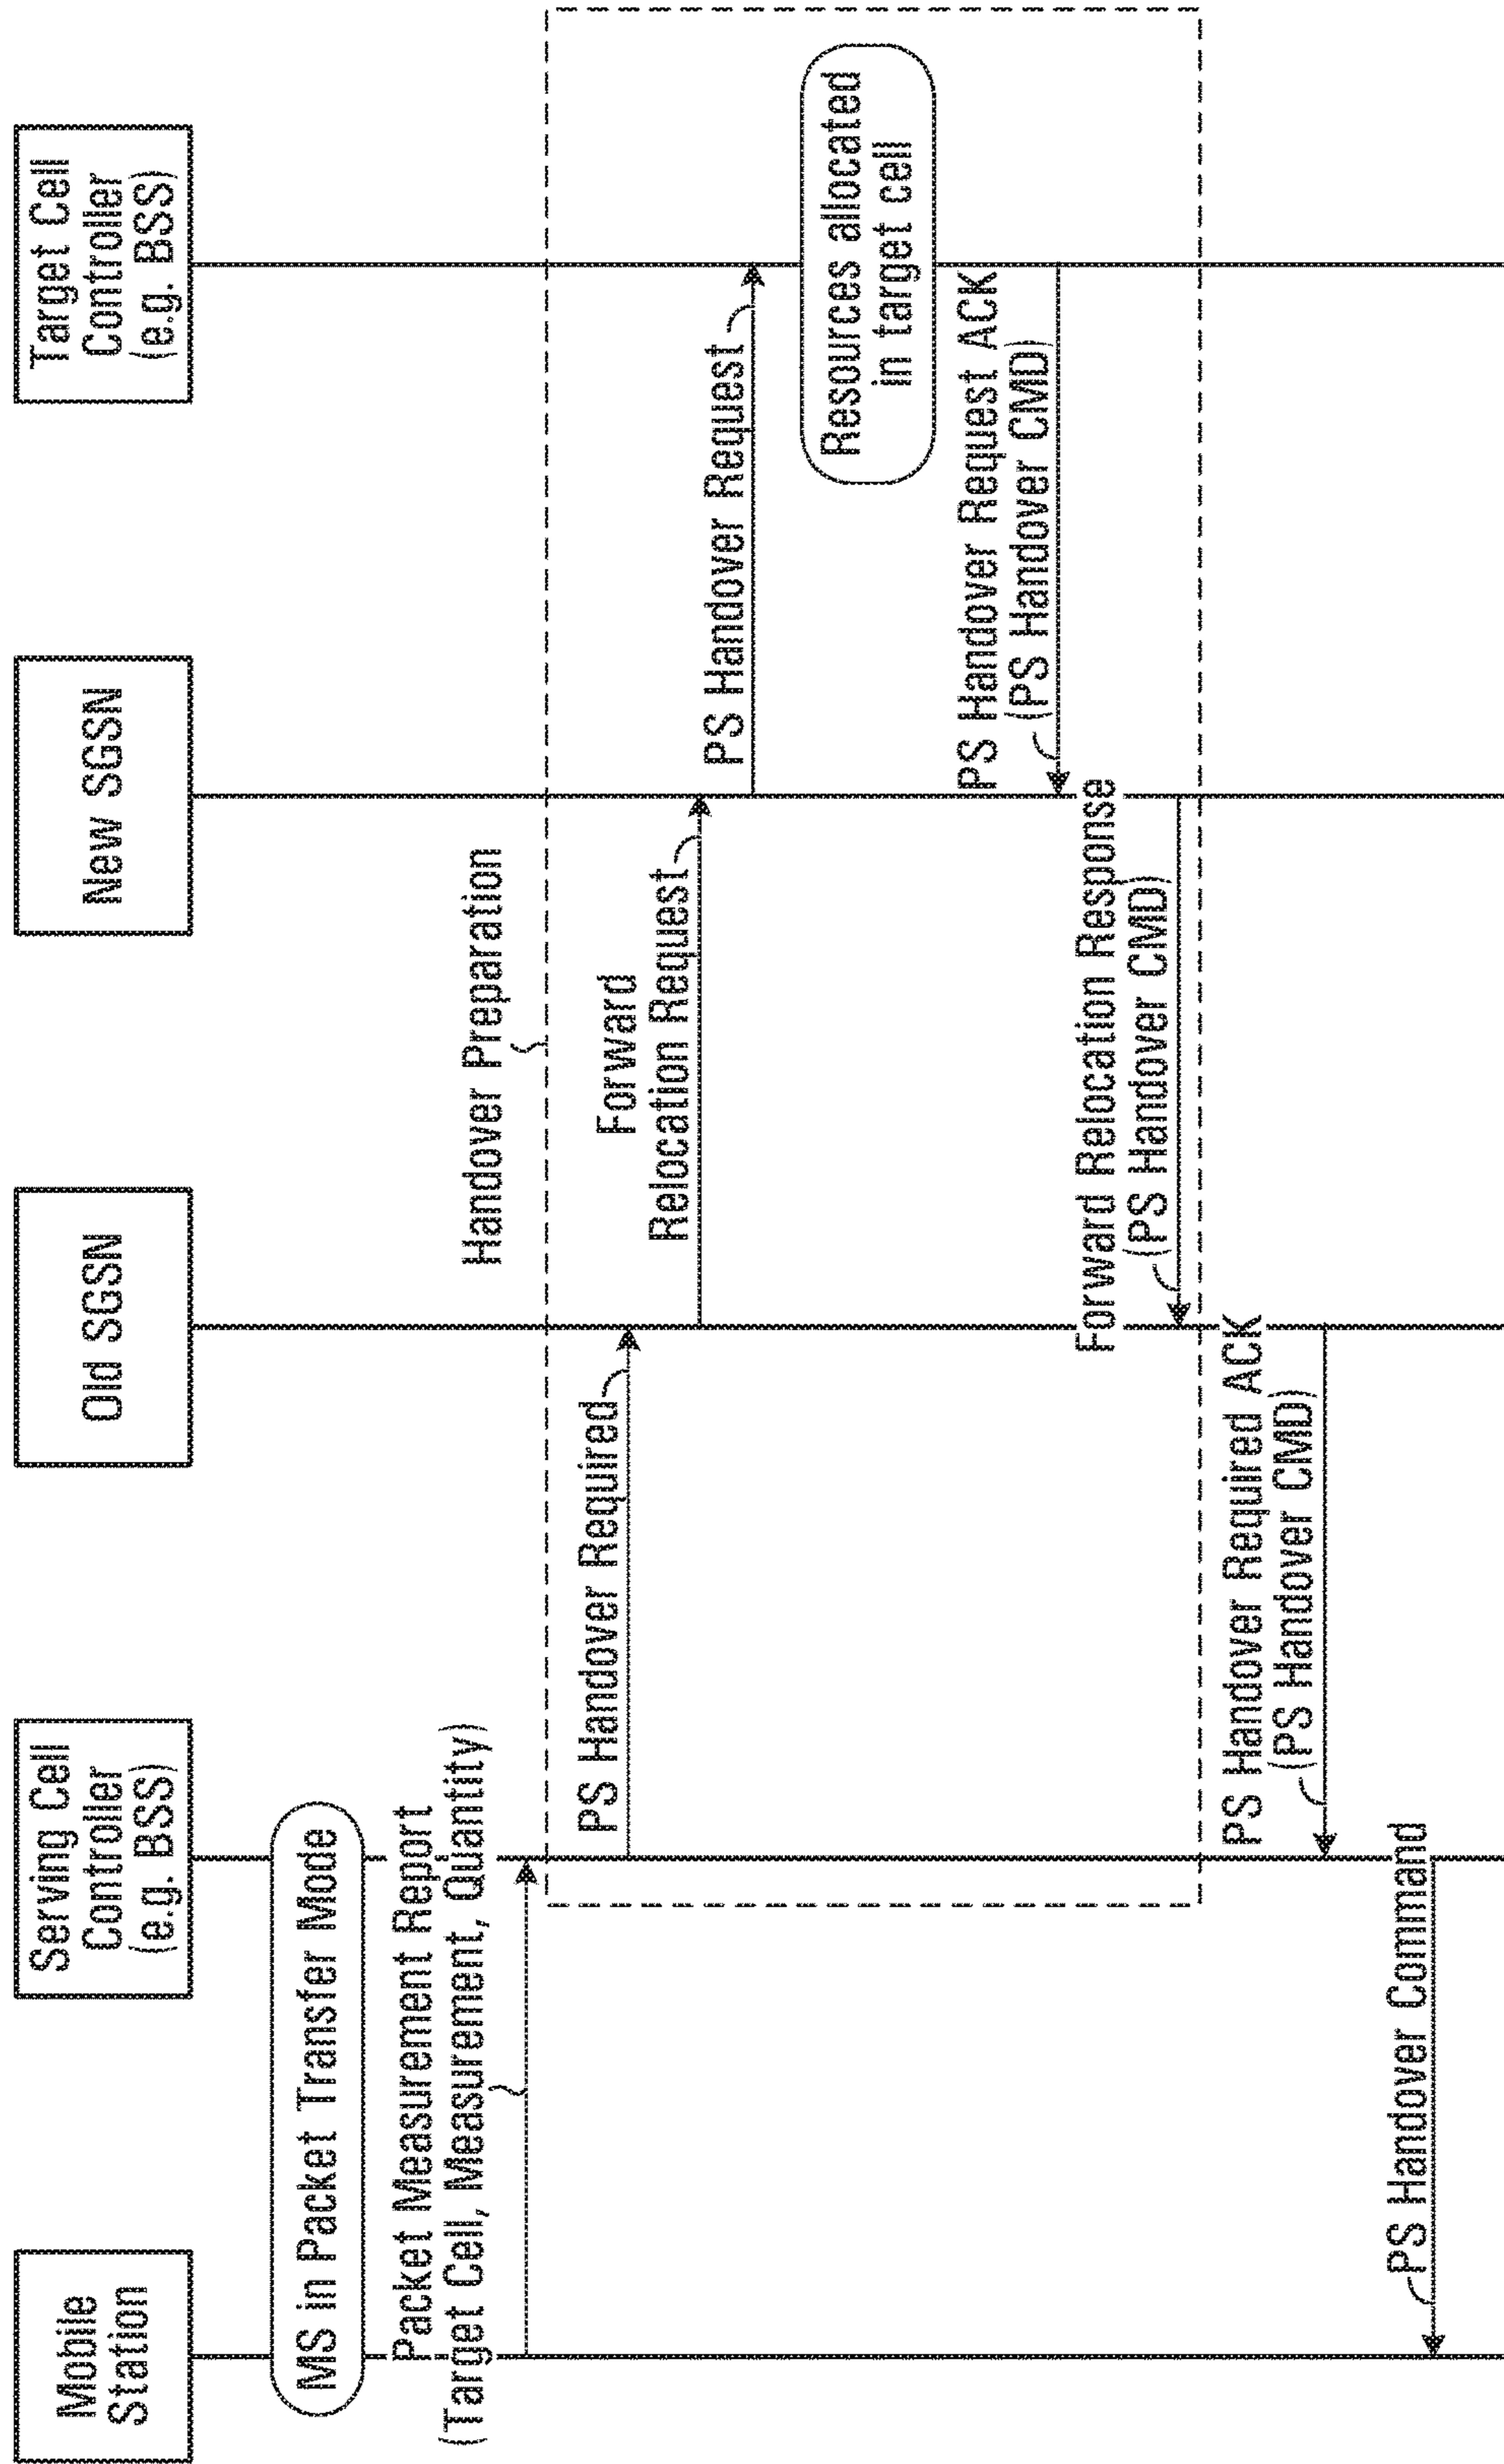 Mobile
Station
Serving Cell
Controller
(e.g. BSS)
Old SGSN
New SGSN
Target Cell
Controller
(e.g. BSS)
MS in Packet Transfer Mode
Packet Measurement Report
(Target Cell, Measurement, Quantity)
Handover Preparation
PS Handover Required
Forward
Relocation Request
PS Handover Request
Resources allocated
in target cell
PS Handover Request ACK
(PS Handover CMD)
Forward Relocation Response
(PS Handover CMD)
PS Handover Required ACK
(PS Handover CMD)
PS Handover Command